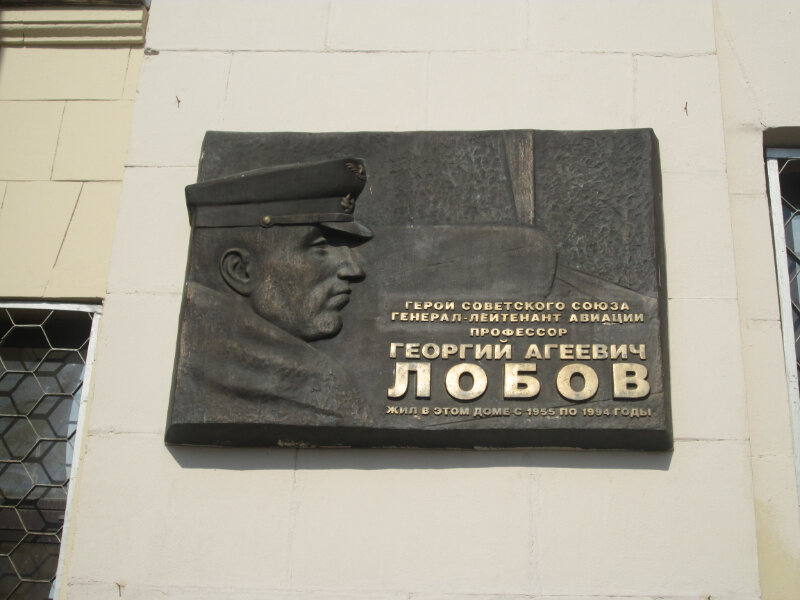 ГЕРОЙ СОВЕТСКОГО СОЮЗА
ГЕНЕРАЛ-ЛЕЙТЕНАНТ АВИАЦИИ
ПРОФЕССОР
ГЕОРГИЙ АГЕЕВИЧ
ЛОБОВ
ЖИЛ В ЭТОМ ДОМЕ С 1955 ПО 1994 ГОДЫ